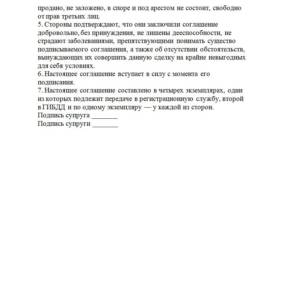 продано, не заложено, в споре и под арестом не состоит, свободно
от прав третьих лиц.
5. Стороны подтверждают, что они заключили соглашение
добровольно, без принуждения, не лишены дееспособности, не
страдают заболеваниями, препятствующими понимать существо
подписываемого соглашения, а также об отсутствии обстоятельств,
вынуждающих их совершить данную сделку на крайне невыгодных
для себя условиях.
6. Настоящее соглашение вступает в силу с момента его
подписания.
7. Настоящее соглашение составлено в четырех экземплярах, один
из которых подлежит передаче в регистрационную службу, второй
в ГИБДД и по одному экземпляру — у каждой из сторон.
Подпись супруга _______
Подпись супруги _______